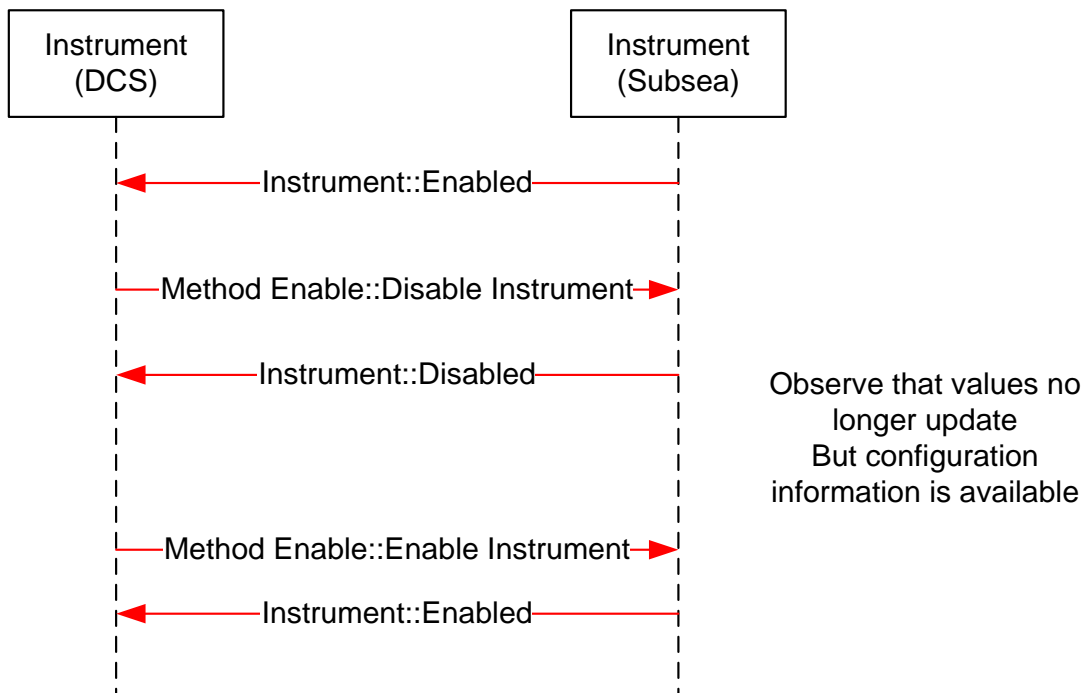 Instrument
(DCS)
Instrument
(Subsea)
Instrument::Enabled
Method Enable::Disable Instrument
Instrument::Disabled
Observe that values no
longer update
But configuration
information is available
Method Enable::Enable Instrument
Instrument::Enabled